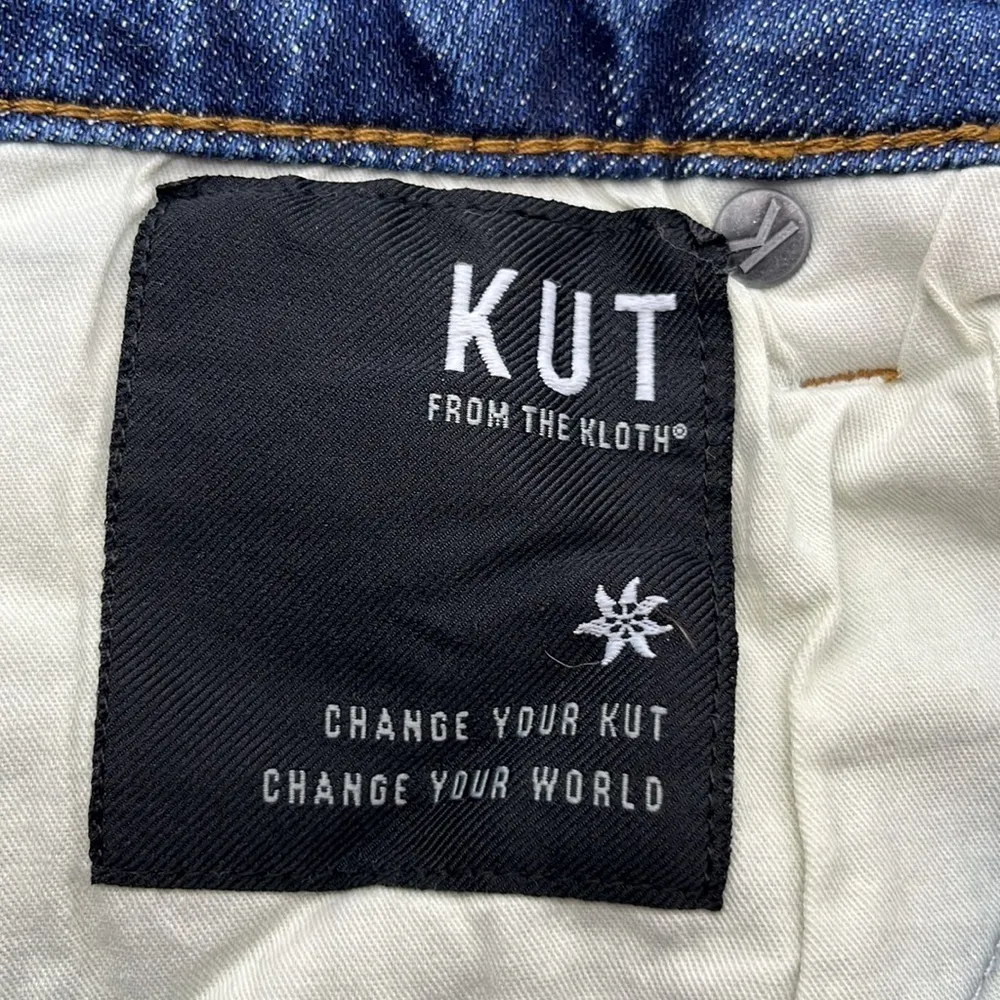 KUT
FROM THE KLOTH®
CHANGE YOUR KUT
CHANGE YOUR WORLD
K